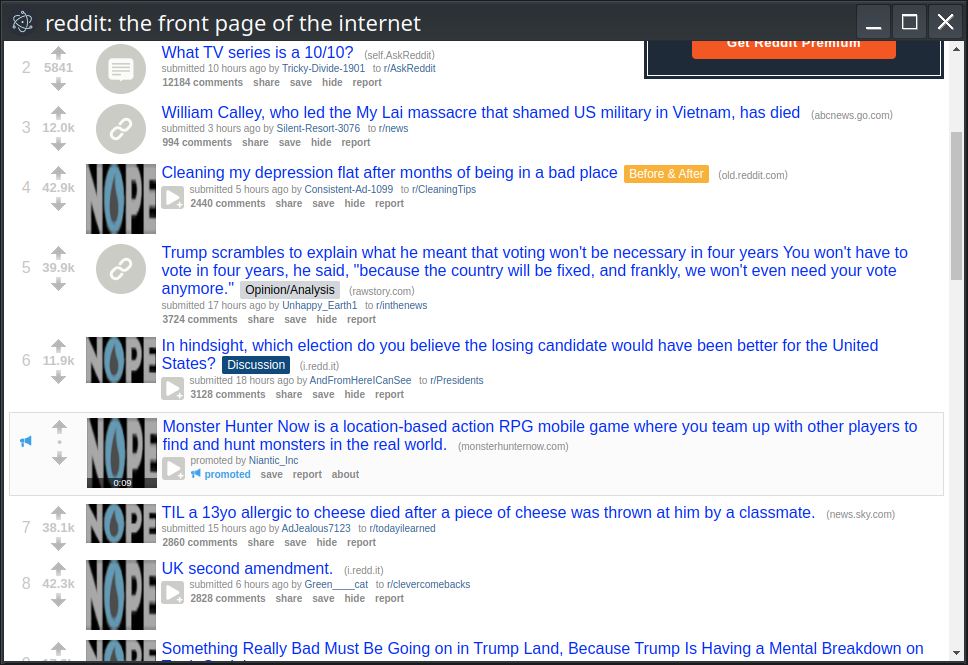 reddit: the front page of the internet
Get Reddit Premium
2
5841
What TV series is a 10/10? (self.AskReddit)
submitted 10 hours ago by Tricky-Divide-1901 to r/AskReddit
12184 comments share save hide report
3
12.0k
William Calley, who led the My Lai massacre that shamed US military in Vietnam, has died (abcnews.go.com)
submitted 3 hours ago by Silent-Resort-3076 to r/news
994 comments share save hide report
4
42.9k
NOPE
Cleaning my depression flat after months of being in a bad place Before & After (old.reddit.com)
submitted 5 hours ago by Consistent-Ad-1099 to r/CleaningTips
2440 comments share save hide report
5
39.9k
Trump scrambles to explain what he meant that voting won't be necessary in four years You won't have to
vote in four years, he said, "because the country will be fixed, and frankly, we won't even need your vote
anymore." Opinion/Analysis (rawstory.com)
submitted 17 hours ago by Unhappy_Earth1 to r/inthenews
3724 comments share save hide report
6
11.9k
NOPE
In hindsight, which election do you believe the losing candidate would have been better for the United
States? Discussion (i.redd.it)
submitted 18 hours ago by AndFromHereICanSee to r/Presidents
3128 comments share save hide report
NOPE
0:09
Monster Hunter Now is a location-based action RPG mobile game where you team up with other players to
find and hunt monsters in the real world. (monsterhunternow.com)
promoted by Niantic_Inc
promoted save report about
7
38.1k
NOPE
TIL a 13yo allergic to cheese died after a piece of cheese was thrown at him by a classmate. (news.sky.com)
submitted 15 hours ago by AdJealous7123 to r/todayilearned
2860 comments share save hide report
8
42.3k
NOPE
UK second amendment. (i.redd.it)
submitted 6 hours ago by Green____cat to r/clevercomebacks
2828 comments share save hide report
NOPE
Something Really Bad Must Be Going on in Trump Land, Because Trump Is Having a Mental Breakdown on